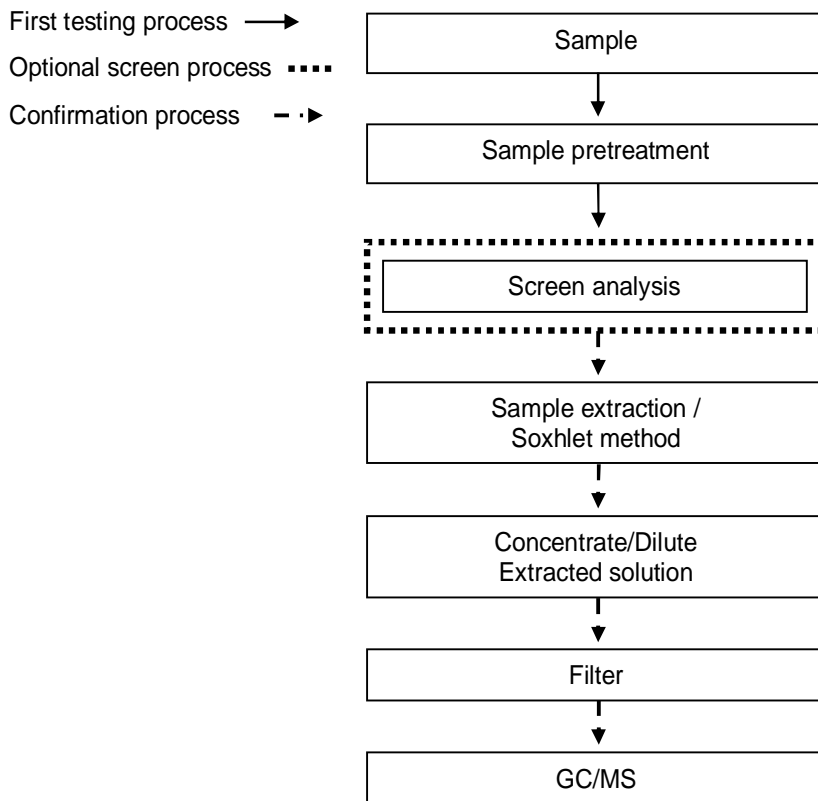 First testing process
Optional screen process
Confirmation process
Sample
Sample pretreatment
Screen analysis
Sample extraction /
Soxhlet method
Concentrate/Dilute
Extracted solution
Filter
GC/MS